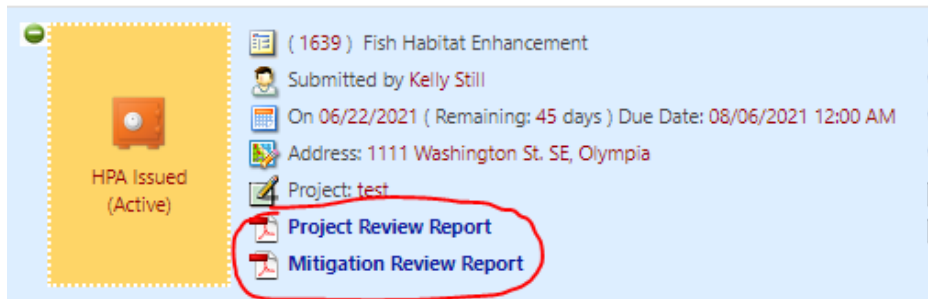 ( 1639 ) Fish Habitat Enhancement
Submitted by Kelly Still
On 06/22/2021 ( Remaining: 45 days ) Due Date: 08/06/2021 12:00 AM
Address: 1111 Washington St. SE, Olympia
Project: test
Project Review Report
Mitigation Review Report
HPA Issued
(Active)